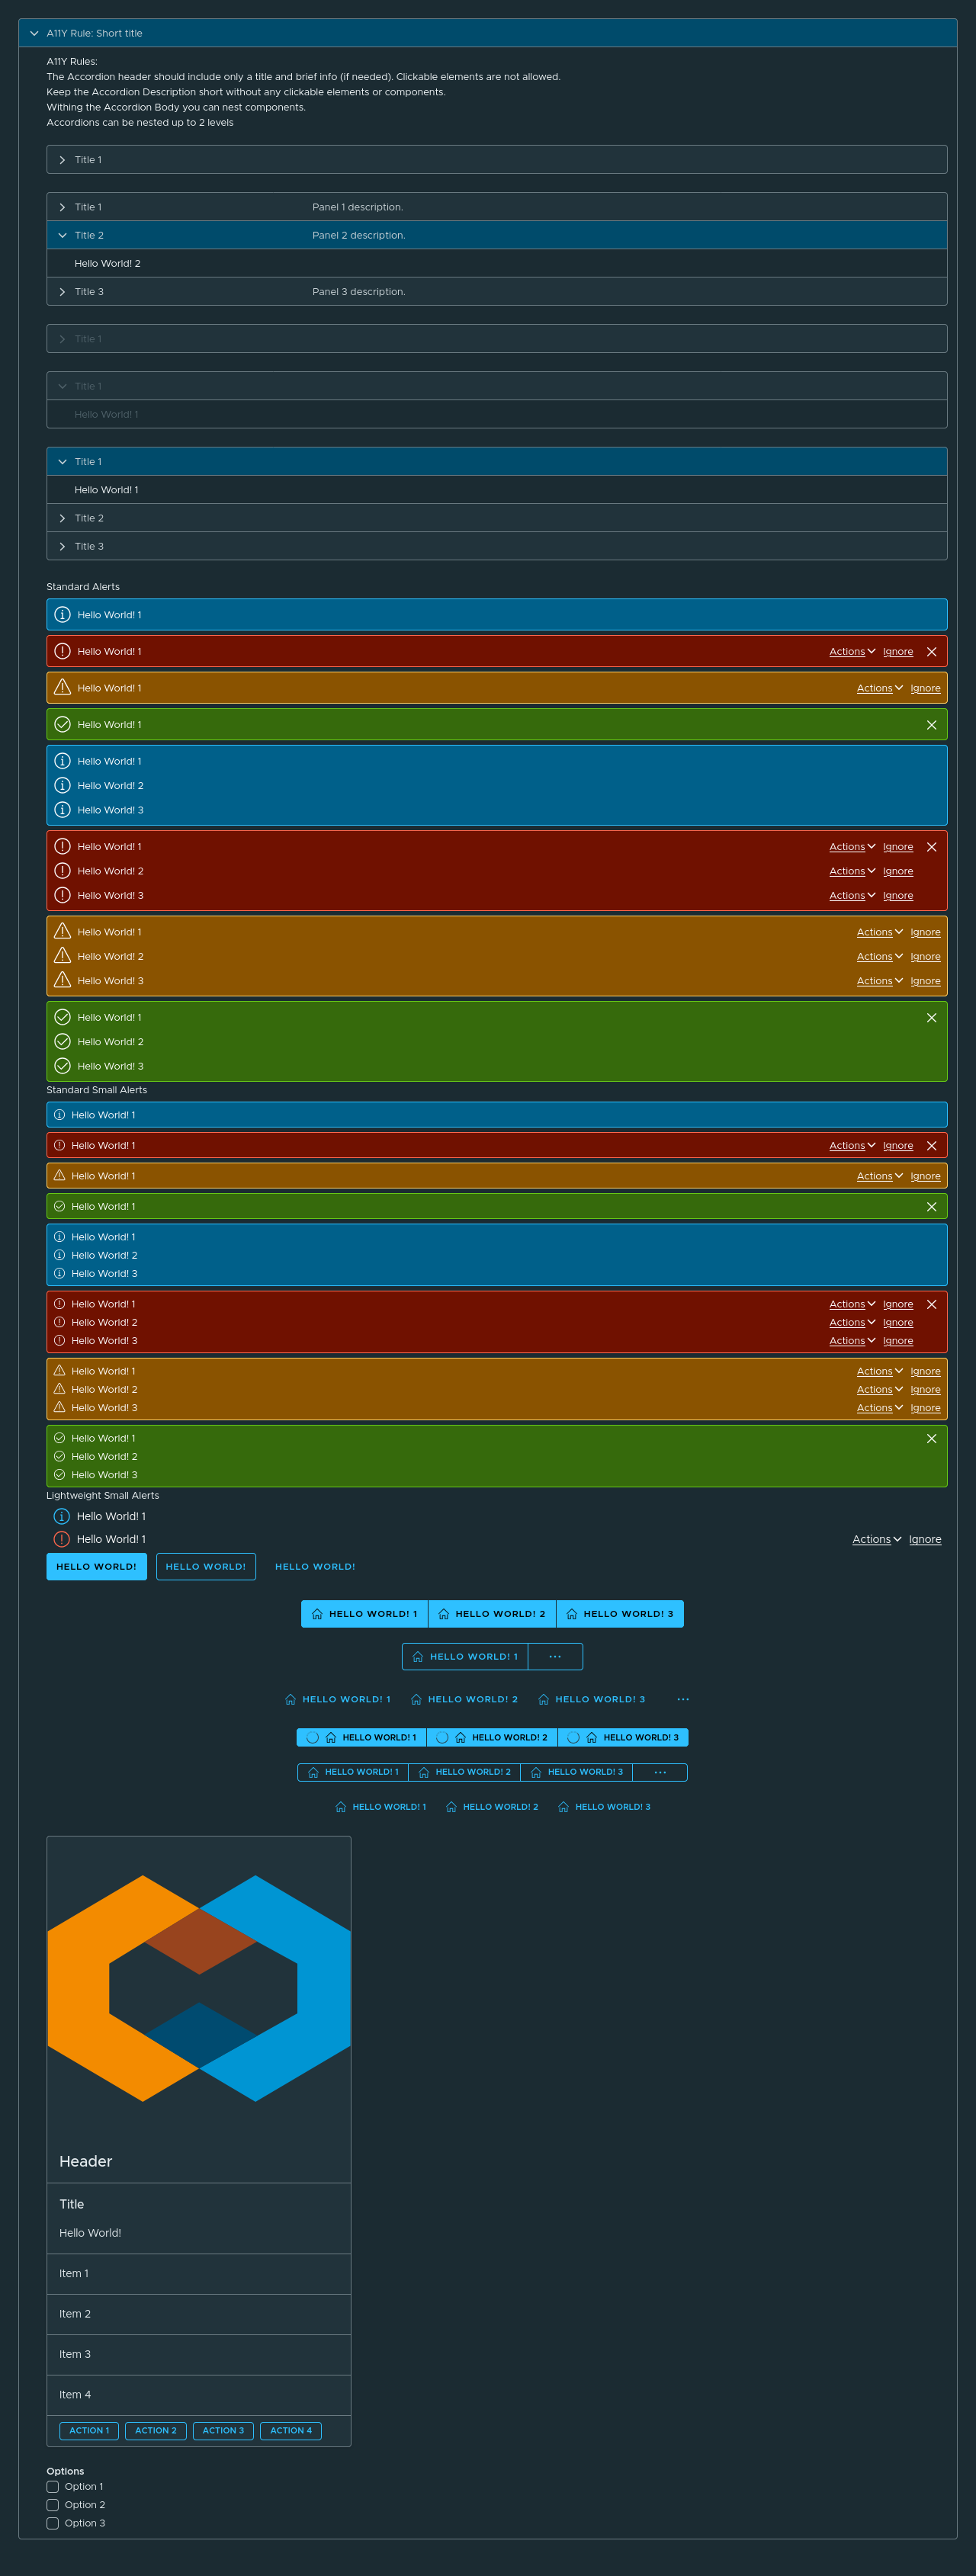 A11Y Rule: Short title
A11Y Rules:
The Accordion header should include only a title and brief info (if needed). Clickable elements are not allowed.
Keep the Accordion Description short without any clickable elements or components.
Withing the Accordion Body you can nest components.
Accordions can be nested up to 2 levels
Title 1
Title 1 Panel 1 description.
Title 2 Panel 2 description.
Hello World! 2
Title 3 Panel 3 description.
Title 1
Title 1
Hello World! 1
Title 1
Hello World! 1
Title 2
Title 3
Standard Alerts
Hello World! 1
Hello World! 1 Actions Ignore
Hello World! 1 Actions Ignore
Hello World! 1
Hello World! 1
Hello World! 2
Hello World! 3
Hello World! 1 Actions Ignore
Hello World! 2 Actions Ignore
Hello World! 3 Actions Ignore
Hello World! 1 Actions Ignore
Hello World! 2 Actions Ignore
Hello World! 3 Actions Ignore
Hello World! 1
Hello World! 2
Hello World! 3
Standard Small Alerts
Hello World! 1
Hello World! 1 Actions Ignore
Hello World! 1 Actions Ignore
Hello World! 1
Hello World! 1
Hello World! 2
Hello World! 3
Hello World! 1 Actions Ignore
Hello World! 2 Actions Ignore
Hello World! 3 Actions Ignore
Hello World! 1 Actions Ignore
Hello World! 2 Actions Ignore
Hello World! 3 Actions Ignore
Hello World! 1
Hello World! 2
Hello World! 3
Lightweight Small Alerts
Hello World! 1
Hello World! 1 Actions Ignore
HELLO WORLD! HELLO WORLD! HELLO WORLD!
HELLO WORLD! 1 HELLO WORLD! 2 HELLO WORLD! 3
HELLO WORLD! 1 ...
HELLO WORLD! 1 HELLO WORLD! 2 HELLO WORLD! 3 ...
HELLO WORLD! 1 HELLO WORLD! 2 HELLO WORLD! 3
HELLO WORLD! 1 HELLO WORLD! 2 HELLO WORLD! 3 ...
HELLO WORLD! 1 HELLO WORLD! 2 HELLO WORLD! 3
Header
Title
Hello World!
Item 1
Item 2
Item 3
Item 4
ACTION 1 ACTION 2 ACTION 3 ACTION 4
Options
Option 1
Option 2
Option 3